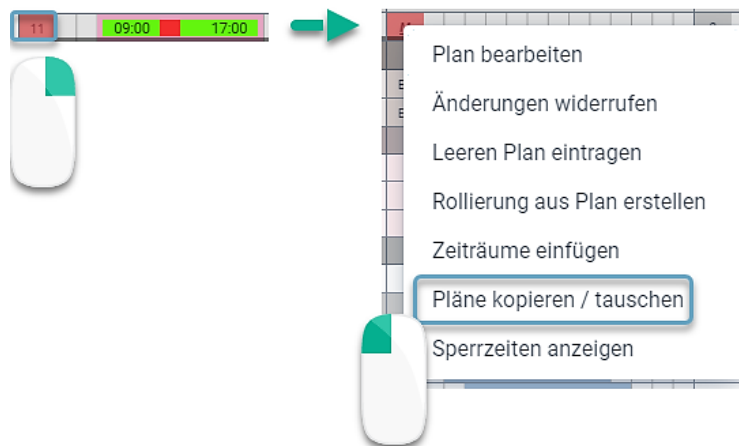 11 09:00 17:00
Plan bearbeiten
Änderungen widerrufen
Leeren Plan eintragen
Rollierung aus Plan erstellen
Zeiträume einfügen
Pläne kopieren / tauschen
Sperrzeiten anzeigen